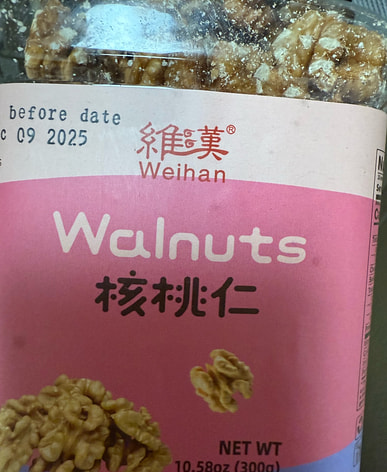 before date
c 09 2025
維漢®
Weihan
Walnuts
核桃仁
NET WT
10.58oz (300g)